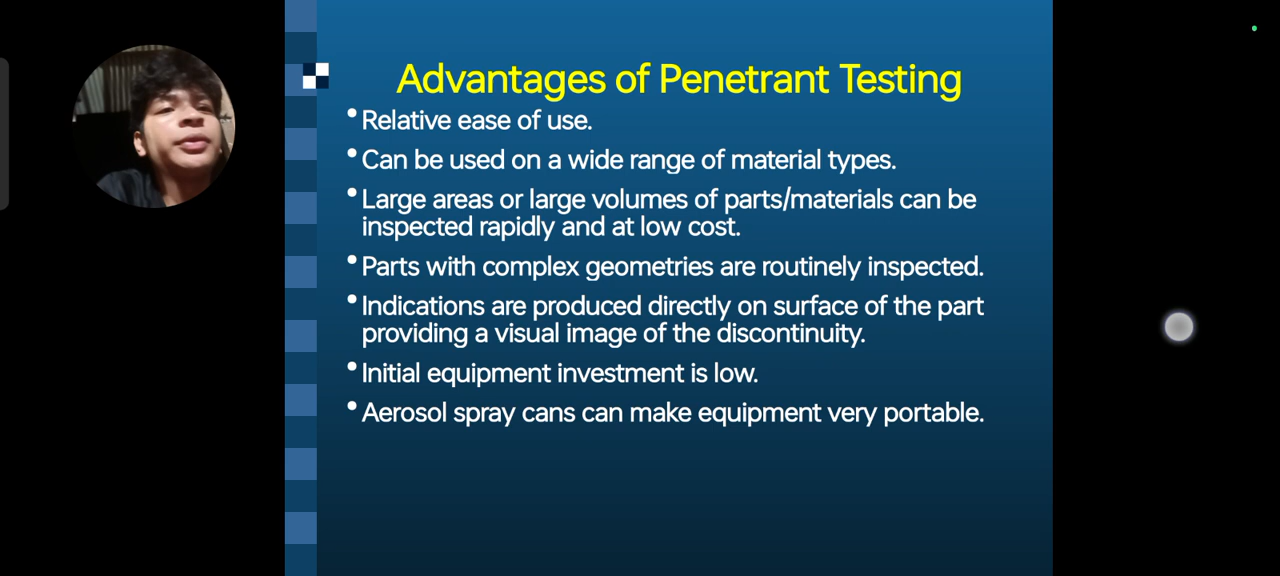 Advantages of Penetrant Testing
• Relative ease of use.
• Can be used on a wide range of material types.
• Large areas or large volumes of parts/materials can be
inspected rapidly and at low cost.
• Parts with complex geometries are routinely inspected.
• Indications are produced directly on surface of the part
providing a visual image of the discontinuity.
• Initial equipment investment is low.
• Aerosol spray cans can make equipment very portable.